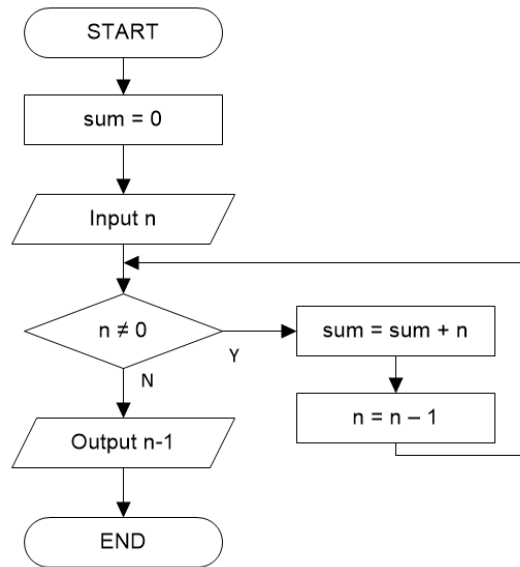 START
sum = 0
Input n
n ≠ 0
Y
sum = sum + n
n = n – 1
N
Output n-1
END